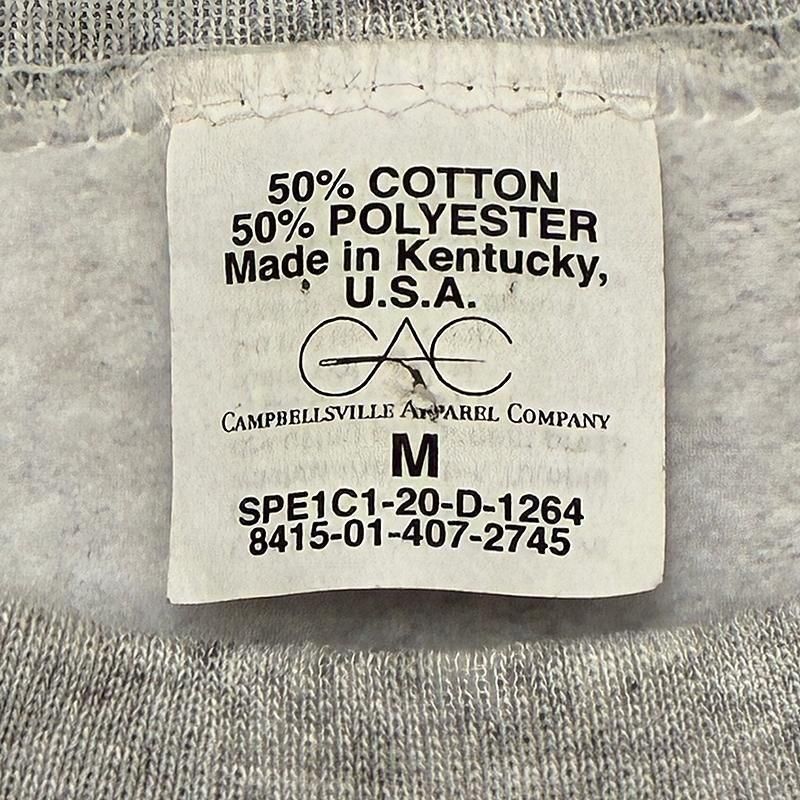 50% COTTON
50% POLYESTER
Made in Kentucky,
U.S.A.
CAC
CAMPBELLSVILLE APPAREL COMPANY
M
SPE1C1-20-D-1264
8415-01-407-2745